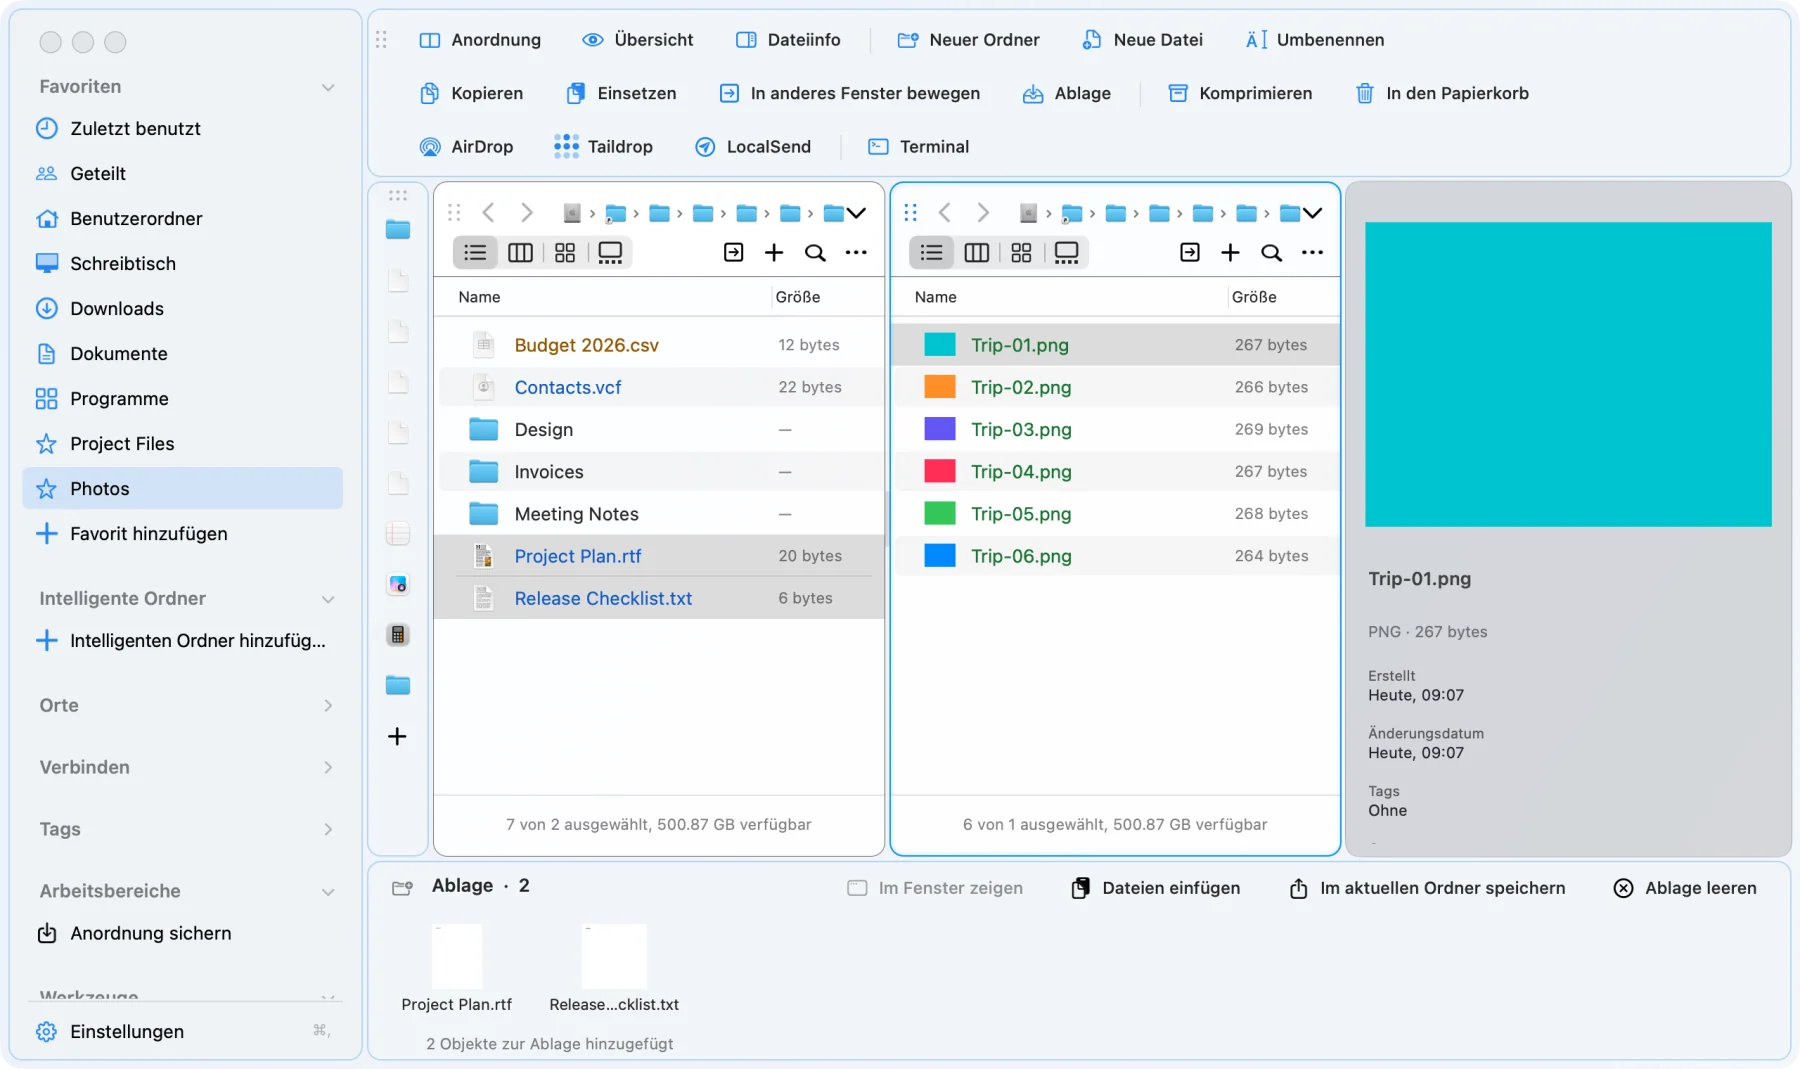 Favoriten
Zuletzt benutzt
Geteilt
Benutzerordner
Schreibtisch
Downloads
Dokumente
Programme
Project Files
Photos
Favorit hinzufügen
Intelligente Ordner
Intelligenten Ordner hinzufüg...
Orte
Verbinden
Tags
Arbeitsbereiche
Anordnung sichern
Werkzeuge
Einstellungen ⌘,
Anordnung Übersicht Dateiinfo Neuer Ordner Neue Datei Umbenennen
Kopieren Einsetzen In anderes Fenster bewegen Ablage Komprimieren In den Papierkorb
AirDrop Taildrop LocalSend Terminal
Name Größe
Budget 2026.csv 12 bytes
Contacts.vcf 22 bytes
Design —
Invoices —
Meeting Notes —
Project Plan.rtf 20 bytes
Release Checklist.txt 6 bytes
7 von 2 ausgewählt, 500.87 GB verfügbar
Name Größe
Trip-01.png 267 bytes
Trip-02.png 266 bytes
Trip-03.png 269 bytes
Trip-04.png 267 bytes
Trip-05.png 268 bytes
Trip-06.png 264 bytes
6 von 1 ausgewählt, 500.87 GB verfügbar
Trip-01.png
PNG · 267 bytes
Erstellt
Heute, 09:07
Änderungsdatum
Heute, 09:07
Tags
Ohne
Ablage · 2
Im Fenster zeigen Dateien einfügen Im aktuellen Ordner speichern Ablage leeren
Project Plan.rtf Release...cklist.txt
2 Objekte zur Ablage hinzugefügt